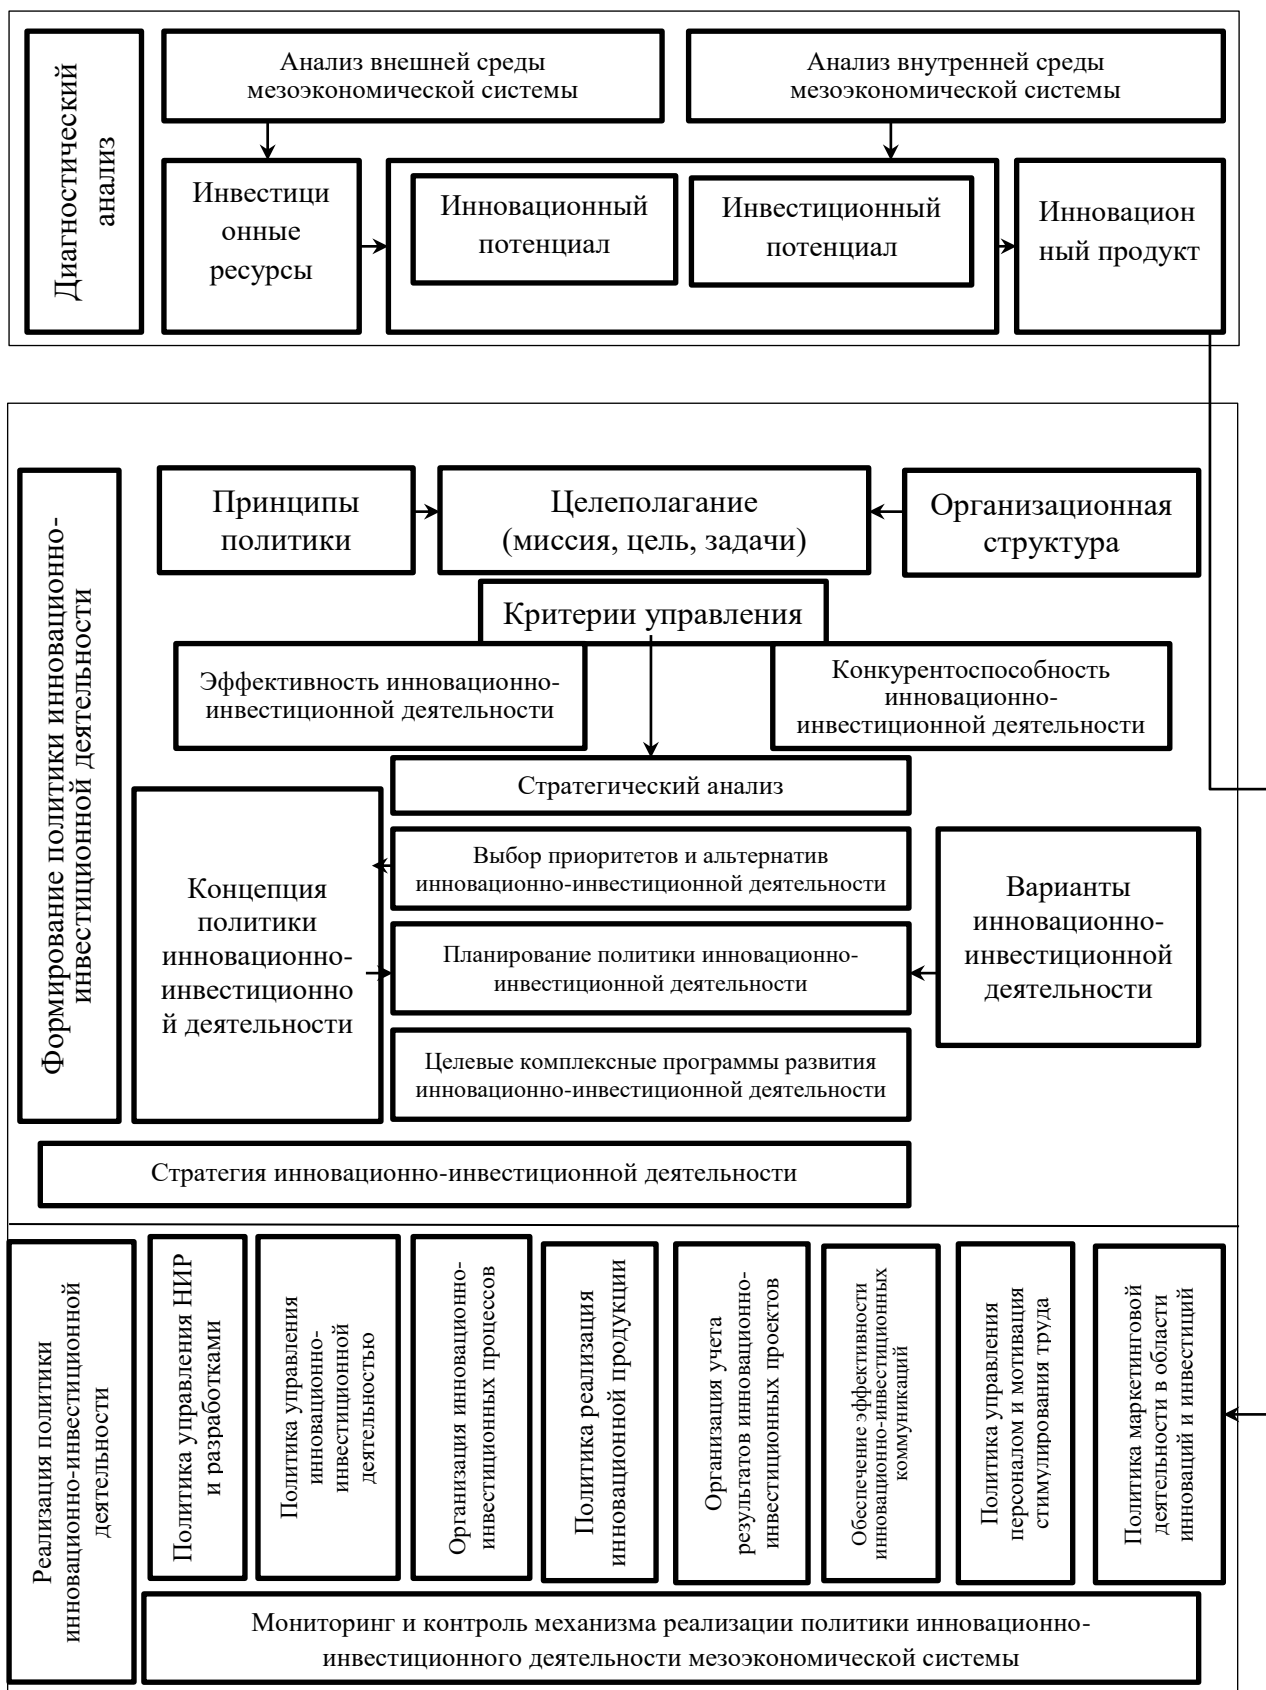 Диагностический
анализ
Анализ внешней среды
мезоэкономической системы
Анализ внутренней среды
мезоэкономической системы
Инвестици
онные
ресурсы
Инновационный
потенциал
Инвестиционный
потенциал
Инновацион
ный продукт
Формирование политики инновационно-
инвестиционной деятельности
Принципы
политики
Целеполагание
(миссия, цель, задачи)
Организационная
структура
Критерии управления
Эффективность инновационно-
инвестиционной деятельности
Конкурентоспособность
инновационно-
инвестиционной деятельности
Стратегический анализ
Концепция
политики
инновационно-
инвестиционно
й деятельности
Выбор приоритетов и альтернатив
инновационно-инвестиционной деятельности
Планирование политики инновационно-
инвестиционной деятельности
Целевые комплексные программы развития
инновационно-инвестиционной деятельности
Варианты
инновационно-
инвестиционной
деятельности
Стратегия инновационно-инвестиционной деятельности
Реализация политики
инновационно-инвестиционной
деятельности
Политика управления НИР
и разработками
Политика управления
инновационно-
инвестиционной
деятельностью
Организация инновационно-
инвестиционных процессов
Политика реализация
инновационной продукции
Организация учета
результатов инновационно-
инвестиционных проектов
Обеспечение эффективности
инновационно-инвестиционных
коммуникаций
Политика управления
персоналом и мотивация
стимулирования труда
Политика маркетинговой
деятельности в области
инноваций и инвестиций
Мониторинг и контроль механизма реализации политики инновационно-
инвестиционного деятельности мезоэкономической системы